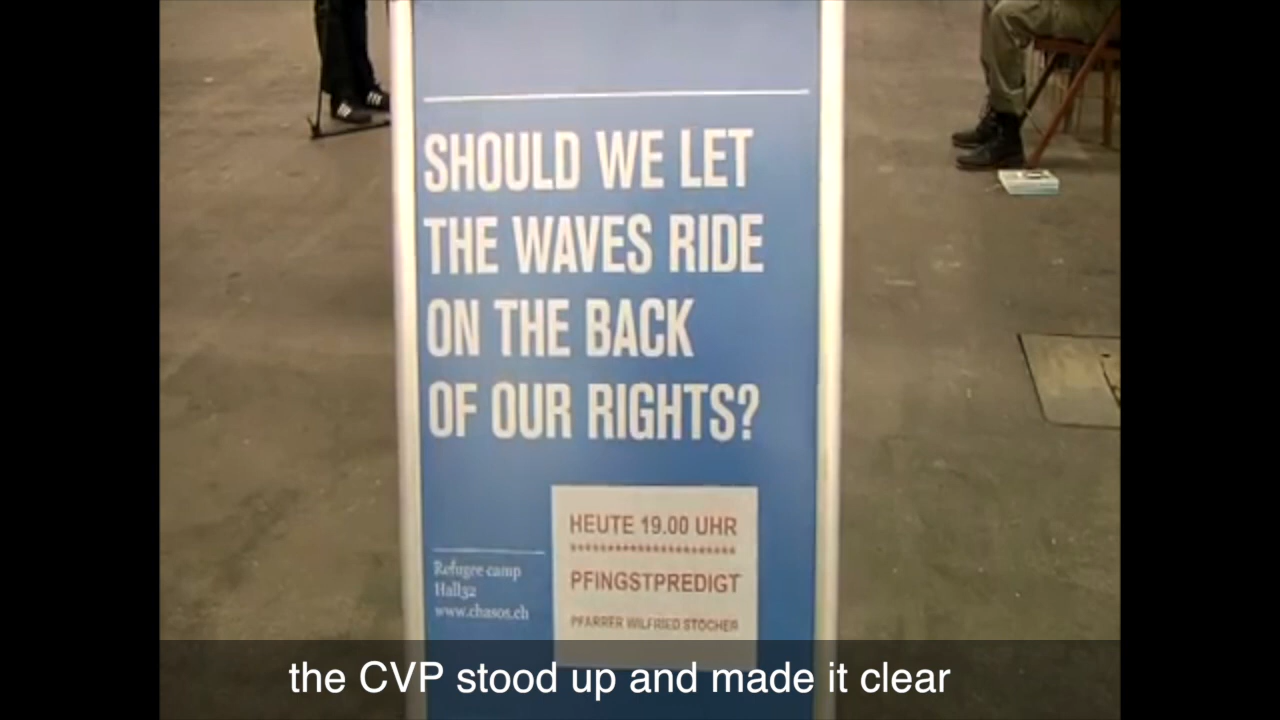 SHOULD WE LET
THE WAVES RIDE
ON THE BACK
OF OUR RIGHTS?
HEUTE 19.00 UHR
PFINGSTPREDIGT
PFARRER WILFRIED STOCHER
Refugee camp
Hall32
www.chasos.ch
the CVP stood up and made it clear